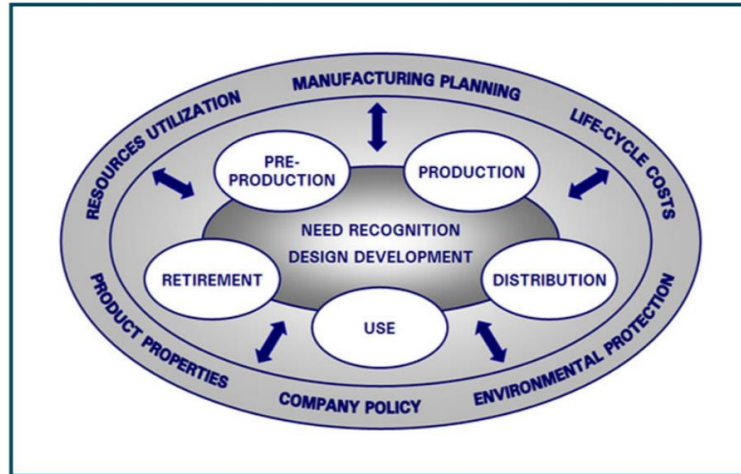 MANUFACTURING PLANNING
RESOURCES UTILIZATION
LIFE-CYCLE COSTS
PRE-
PRODUCTION
PRODUCTION
NEED RECOGNITION
DESIGN DEVELOPMENT
RETIREMENT
DISTRIBUTION
USE
PRODUCT PROPERTIES
COMPANY POLICY
ENVIRONMENTAL PROTECTION